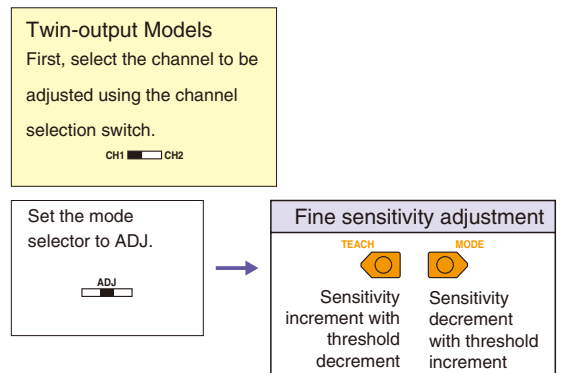 Twin-output Models
First, select the channel to be
adjusted using the channel
selection switch.
CH1 CH2
Set the mode
selector to ADJ.
ADJ
Fine sensitivity adjustment
TEACH
Sensitivity
increment with
threshold
decrement
MODE
Sensitivity
decrement
with threshold
increment